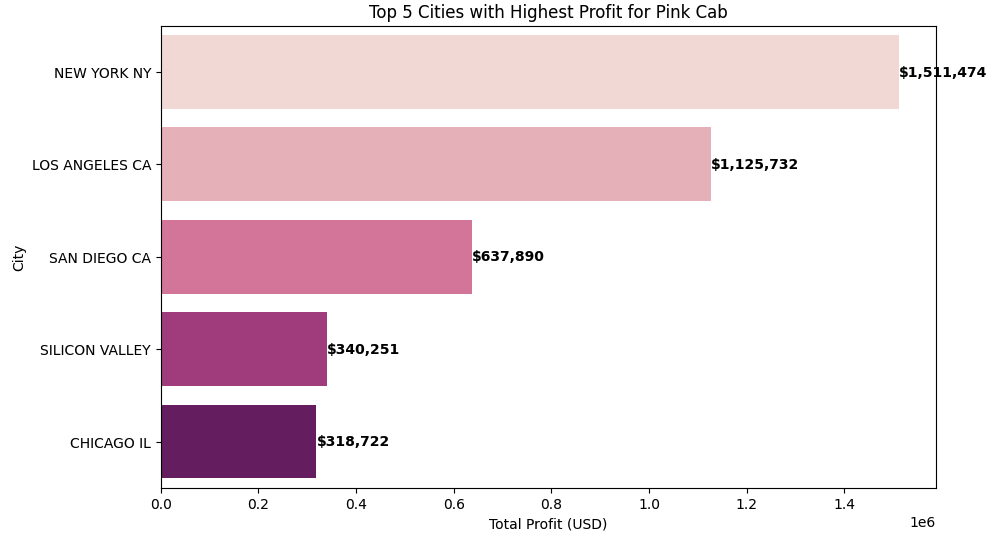 Top 5 Cities with Highest Profit for Pink Cab
NEW YORK NY
$1,511,474
LOS ANGELES CA
$1,125,732
SAN DIEGO CA
$637,890
SILICON VALLEY
$340,251
CHICAGO IL
$318,722
City
0.0 0.2 0.4 0.6 0.8 1.0 1.2 1.4
1e6
Total Profit (USD)